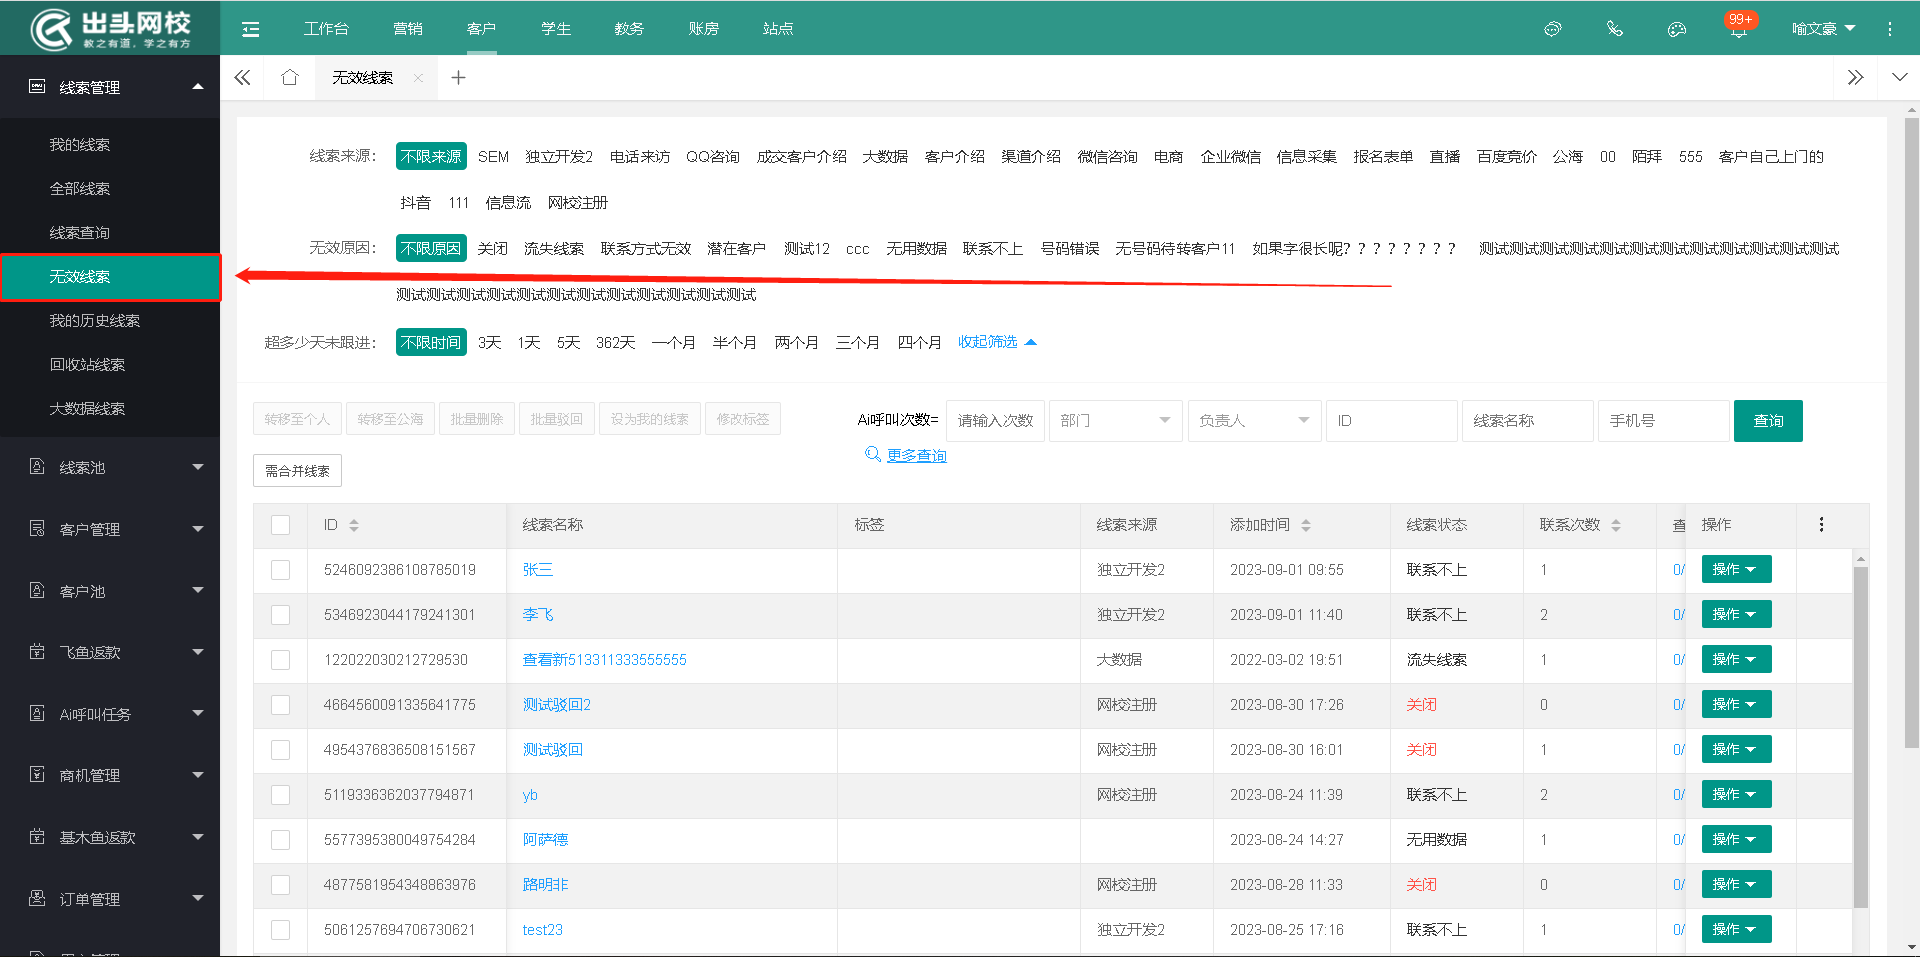 出头网校
教之有道，学之有方
工作台 营销 客户 学生 教务 账房 站点
99+
喻文豪
线索管理
无效线索
我的线索
全部线索
线索查询
无效线索
我的历史线索
回收站线索
大数据线索
线索池
客户管理
客户池
飞鱼返款
Ai呼叫任务
商机管理
基木鱼返款
订单管理
线索来源： 不限来源 SEM 独立开发2 电话来访 QQ咨询 成交客户介绍 大数据 客户介绍 渠道介绍 微信咨询 电商 企业微信 信息采集 报名表单 直播 百度竞价 公海 00 陌拜 555 客户自己上门的
抖音 111 信息流 网校注册
无效原因： 不限原因 关闭 流失线索 联系方式无效 潜在客户 测试12 ccc 无用数据 联系不上 号码错误 无号码待转客户11 如果字很长呢？？？？？？？？ 测试测试测试测试测试测试测试测试测试测试测试测试
测试测试测试测试测试测试测试测试测试测试测试测试
超多少天未跟进： 不限时间 3天 1天 5天 362天 一个月 半个月 两个月 三个月 四个月 收起筛选
转移至个人 转移至公海 批量删除 批量驳回 设为我的线索 修改标签
Ai呼叫次数= 请输入次数 部门 负责人 ID 线索名称 手机号 查询
更多查询
需合并线索
ID 线索名称 标签 线索来源 添加时间 线索状态 联系次数 查 操作
5246092386108785019 张三 独立开发2 2023-09-01 09:55 联系不上 1 0/ 操作
5346923044179241301 李飞 独立开发2 2023-09-01 11:40 联系不上 2 0/ 操作
122022030212729530 查看新513311333555555 大数据 2022-03-02 19:51 流失线索 1 0/ 操作
4664560091335641775 测试驳回2 网校注册 2023-08-30 17:26 关闭 0 0/ 操作
4954376836508151567 测试驳回 网校注册 2023-08-30 16:01 关闭 1 0/ 操作
5119336362037794871 yb 网校注册 2023-08-24 11:39 联系不上 2 0/ 操作
5577395380049754284 阿萨德 2023-08-24 14:27 无用数据 1 0/ 操作
4877581954348863976 路明非 网校注册 2023-08-28 11:33 关闭 0 0/ 操作
5061257694706730621 test23 独立开发2 2023-08-25 17:16 联系不上 1 0/ 操作